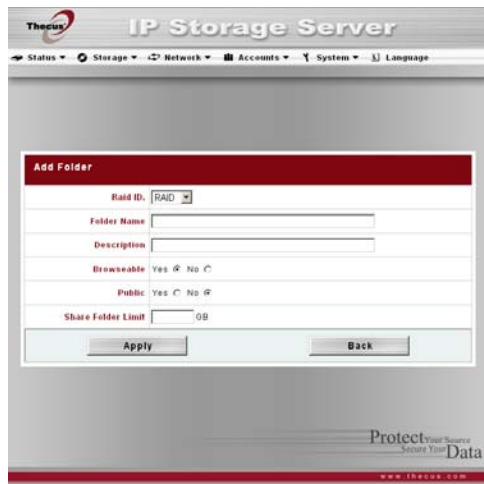 Thecus
IP Storage Server
Status Storage Network Accounts System Language
Add Folder
Raid ID. RAID
Folder Name
Description
Browseable Yes No
Public Yes No
Share Folder Limit GB
Apply Back
Protect Your Source
Secure Your Data
www.thecus.com